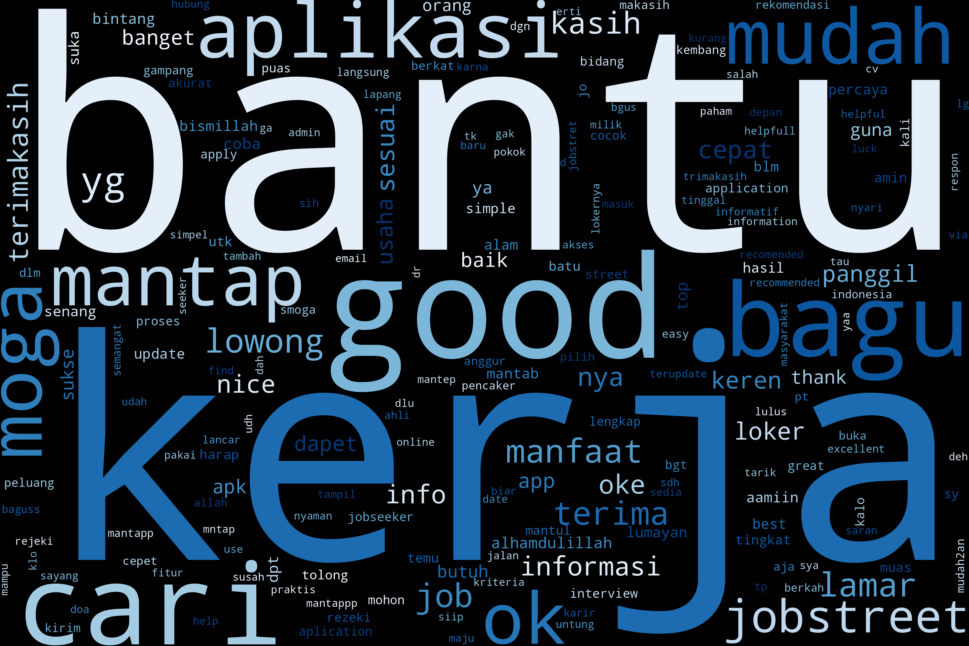 hubung
makasih
erti
rekomendasi
bintang
orang
suka
banget
aplikasi
dgn
kasih
mudah
kurang
kembang
berkat
karna
bidang
gampang
puas
langsung
salah
cv
akurat
lapang
jo
bgus
percaya
lg
terimakasih
bantu
paham
depan
helpful
bismillah
ga
admin
milik
cocok
helpfull
guna
kali
coba
tk
gak
baru
pokok
d
jobstret
cepat
luck
apply
sesuai
blm
respon
yg
ya
trimakasih
application
amin
usaha
sih
simple
lokernya
masuk
tinggal
informatif
information
nyari
simpel
utk
alam
akses
via
tambah
email
baik
recomended
tau
dlm
mantap
seeker
dr
batu
street
hasil
panggil
recommended
top
indonesia
moga
senang
smoga
good
.
bagu
proses
semangat
easy
masyarakat
yaa
lowong
sukse
update
dah
anggur
pilih
find
nice
mantab
nya
terupdate
keren
thank
mantep
pencaker
pt
udah
dlu
ahli
kerja
udh
lengkap
lulus
loker
lancar
dapet
online
buka
pakai
harap
manfaat
excellent
deh
bgt
great
tarik
peluang
apk
info
app
oke
sdh
sedia
sy
allah
tampil
biar
date
aamiin
kalo
baguss
nyaman
jobseeker
terima
best
saran
mantapp
mntap
mantul
lumayan
tingkat
rejeki
use
alhamdulillah
klo
cepet
temu
jalan
aja
sya
muas
mudah2an
mampu
sayang
fitur
susah
dpt
tolong
butuh
informasi
kriteria
tp
berkah
lamar
praktis
interview
cari
doa
mantappp
mohon
job
ok
karir
jobstreet
kirim
help
rezeki
siip
untung
aplication
maju